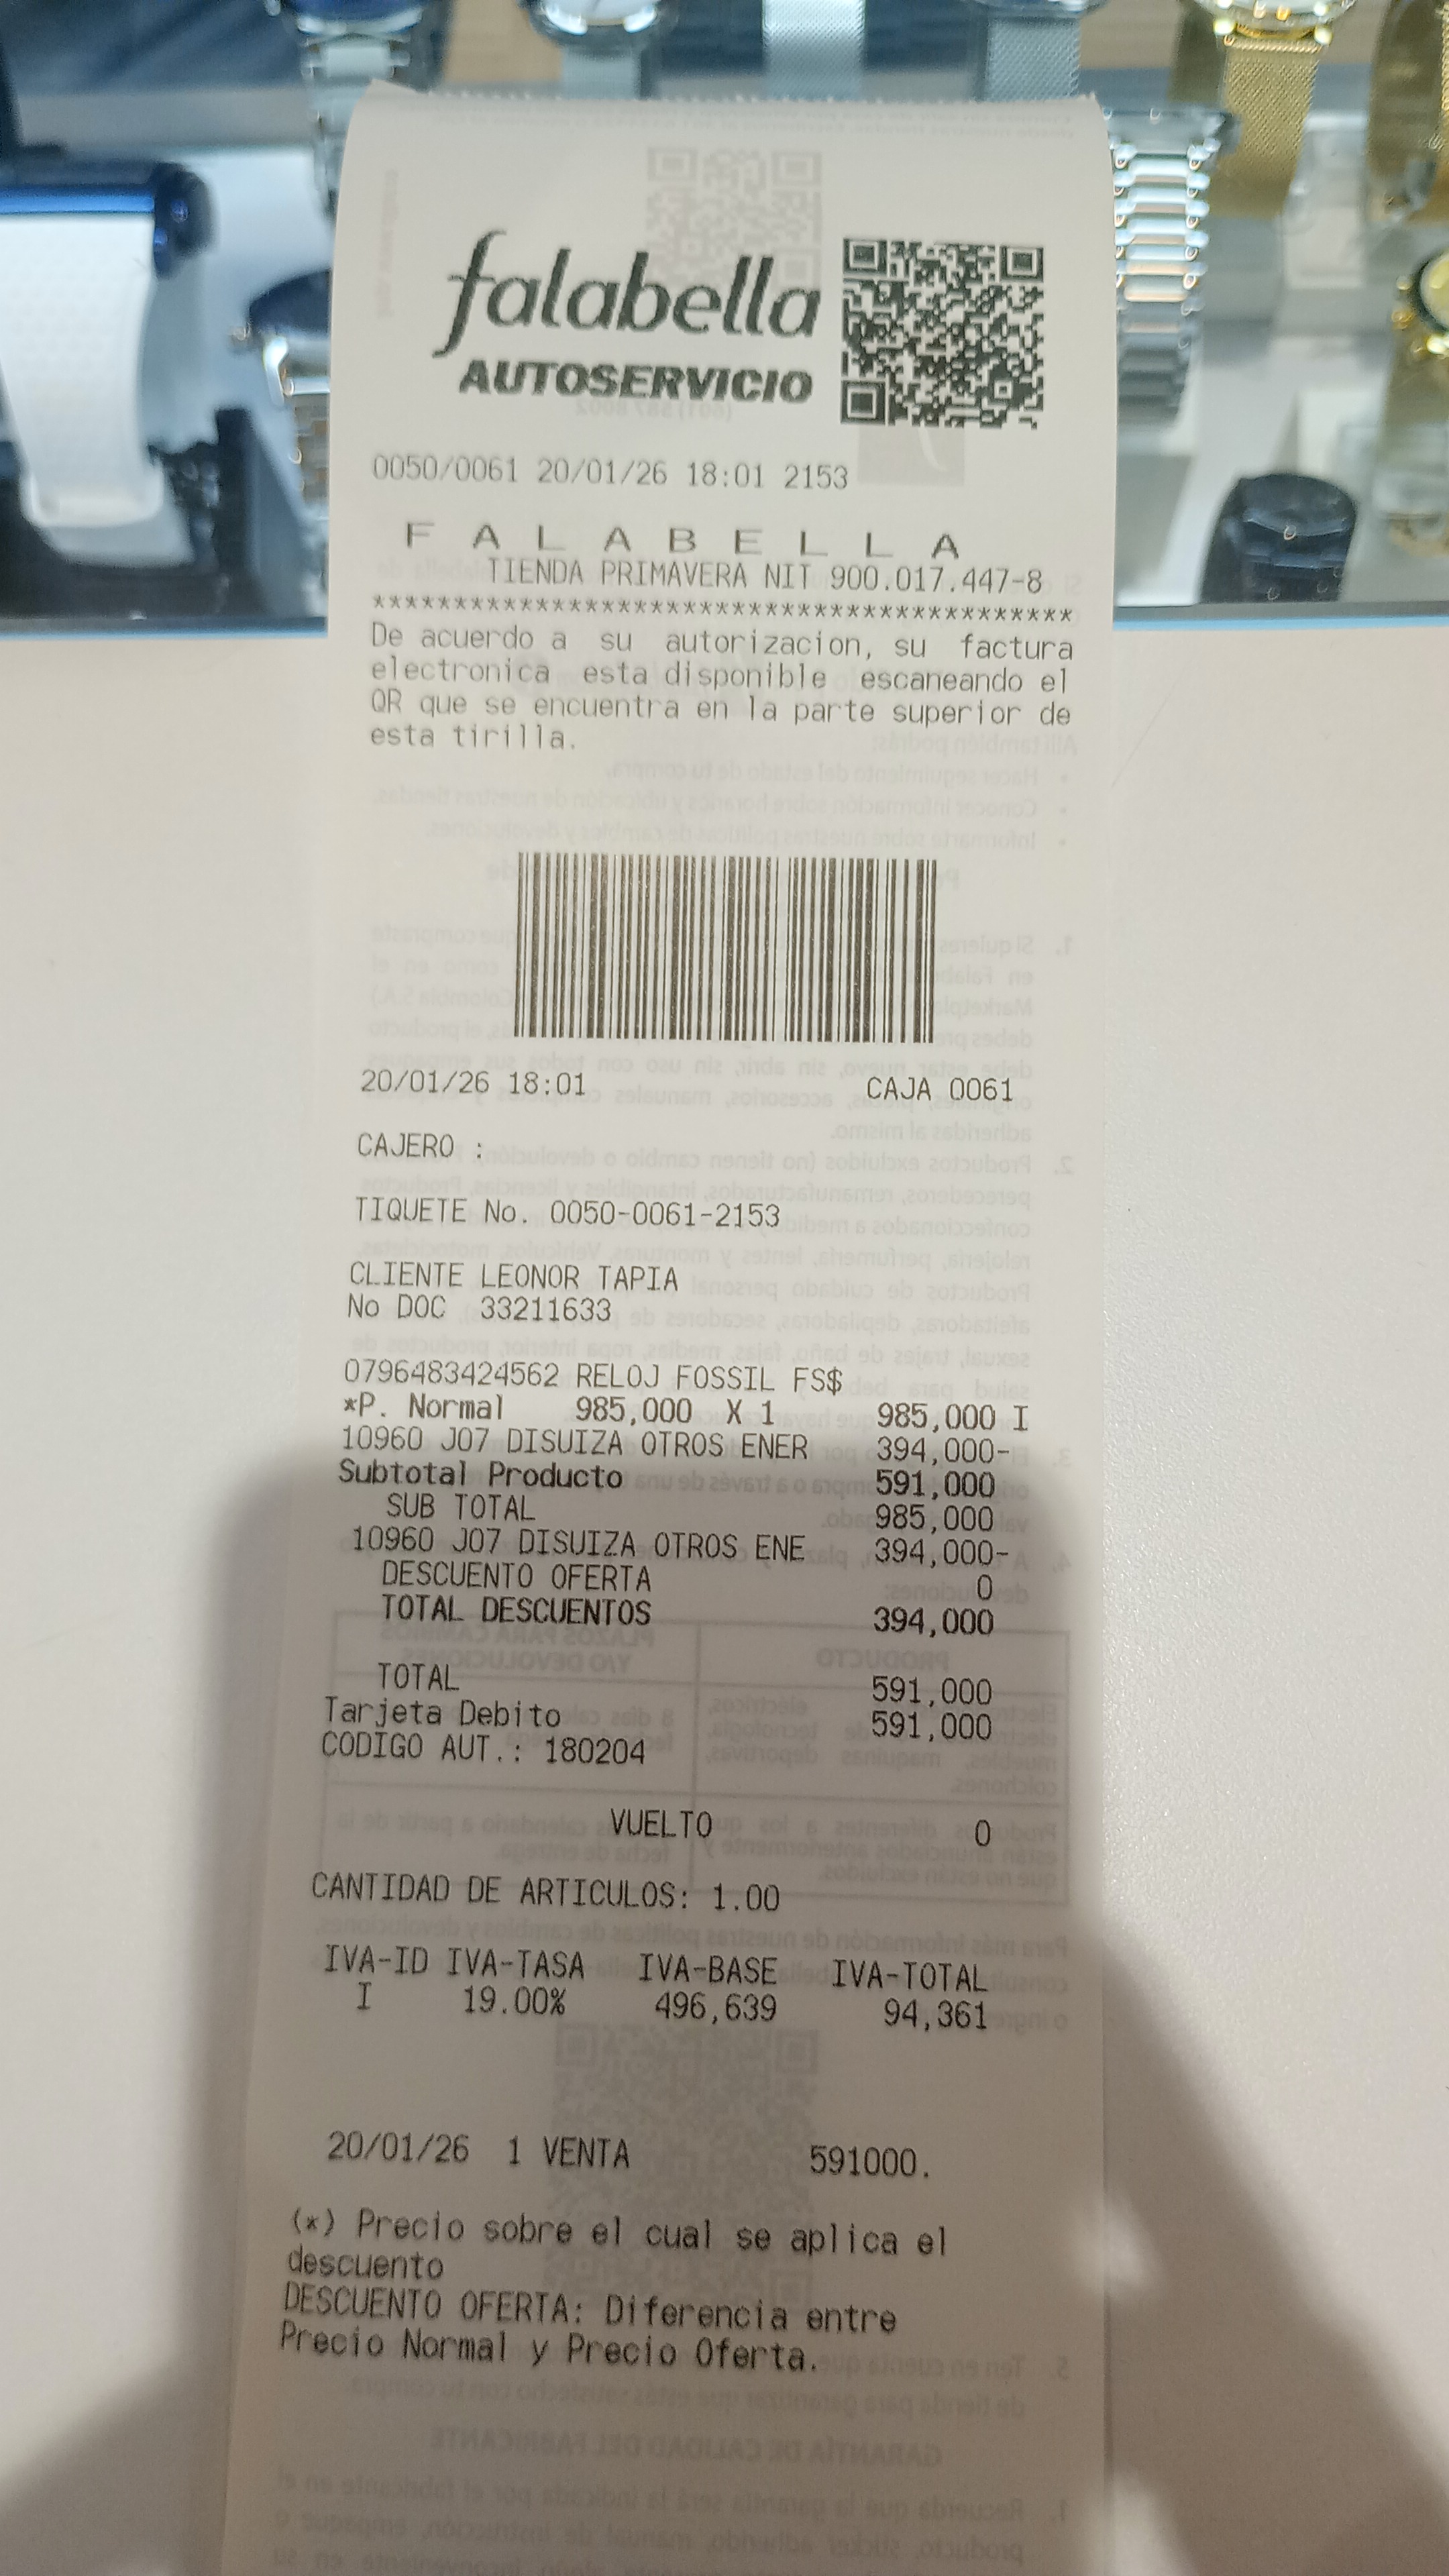 falabella
AUTOSERVICIO
0050/0061 20/01/26 18:01 2153
F A L A B E L L A
TIENDA PRIMAVERA NIT 900.017.447-8
*******************************************
De acuerdo a su autorizacion, su factura
electronica esta disponible escaneando el
QR que se encuentra en la parte superior de
esta tirilla.
20/01/26 18:01 CAJA 0061
CAJERO :
TIQUETE No. 0050-0061-2153
CLIENTE LEONOR TAPIA
No DOC 33211633
0796483424562 RELOJ FOSSIL FS$
*P. Normal 985,000 X 1 985,000 I
10960 J07 DISUIZA OTROS ENER 394,000-
Subtotal Producto 591,000
SUB TOTAL 985,000
10960 J07 DISUIZA OTROS ENE 394,000-
DESCUENTO OFERTA 0
TOTAL DESCUENTOS 394,000
TOTAL 591,000
Tarjeta Debito 591,000
CODIGO AUT.: 180204
VUELTO 0
CANTIDAD DE ARTICULOS: 1.00
IVA-ID IVA-TASA IVA-BASE IVA-TOTAL
I 19.00% 496,639 94,361
20/01/26 1 VENTA 591000.
(*) Precio sobre el cual se aplica el
descuento
DESCUENTO OFERTA: Diferencia entre
Precio Normal y Precio Oferta.